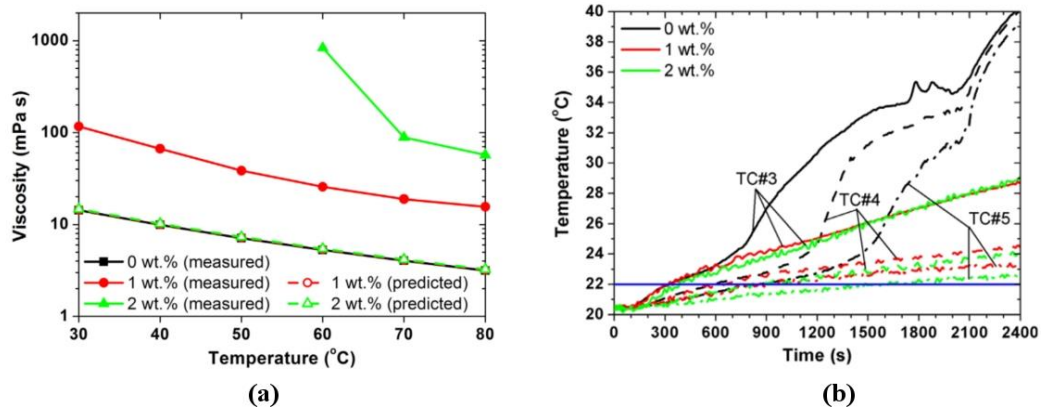 1000
100
10
1
Viscosity (mPa s)
0 wt.% (measured)
1 wt.% (measured)
2 wt.% (measured)
1 wt.% (predicted)
2 wt.% (predicted)
30 40 50 60 70 80
Temperature (°C)
(a)
40
38
36
34
32
30
28
26
24
22
20
Temperature (°C)
0 wt.%
1 wt.%
2 wt.%
TC#3
TC#4
TC#5
0 300 600 900 1200 1500 1800 2100 2400
Time (s)
(b)